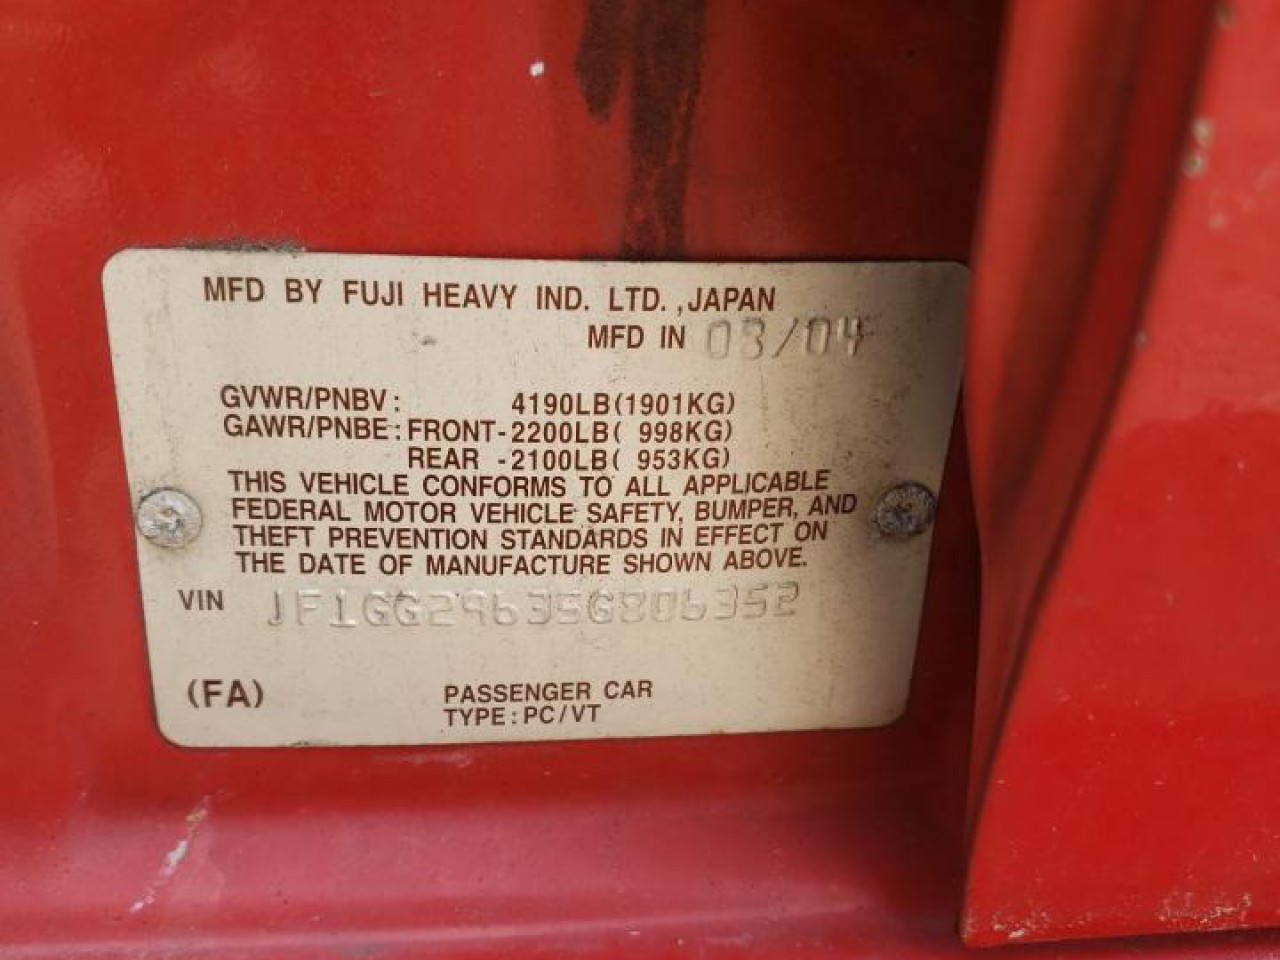 MFD BY FUJI HEAVY IND. LTD.,JAPAN
MFD IN 09/04
GVWR/PNBV: 4190LB(1901KG)
GAWR/PNBE:FRONT-2200LB( 998KG)
REAR -2100LB( 953KG)
THIS VEHICLE CONFORMS TO ALL APPLICABLE
FEDERAL MOTOR VEHICLE SAFETY, BUMPER, AND
THEFT PREVENTION STANDARDS IN EFFECT ON
THE DATE OF MANUFACTURE SHOWN ABOVE.
VIN JF1GG29635G806352
(FA) PASSENGER CAR
TYPE:PC/VT